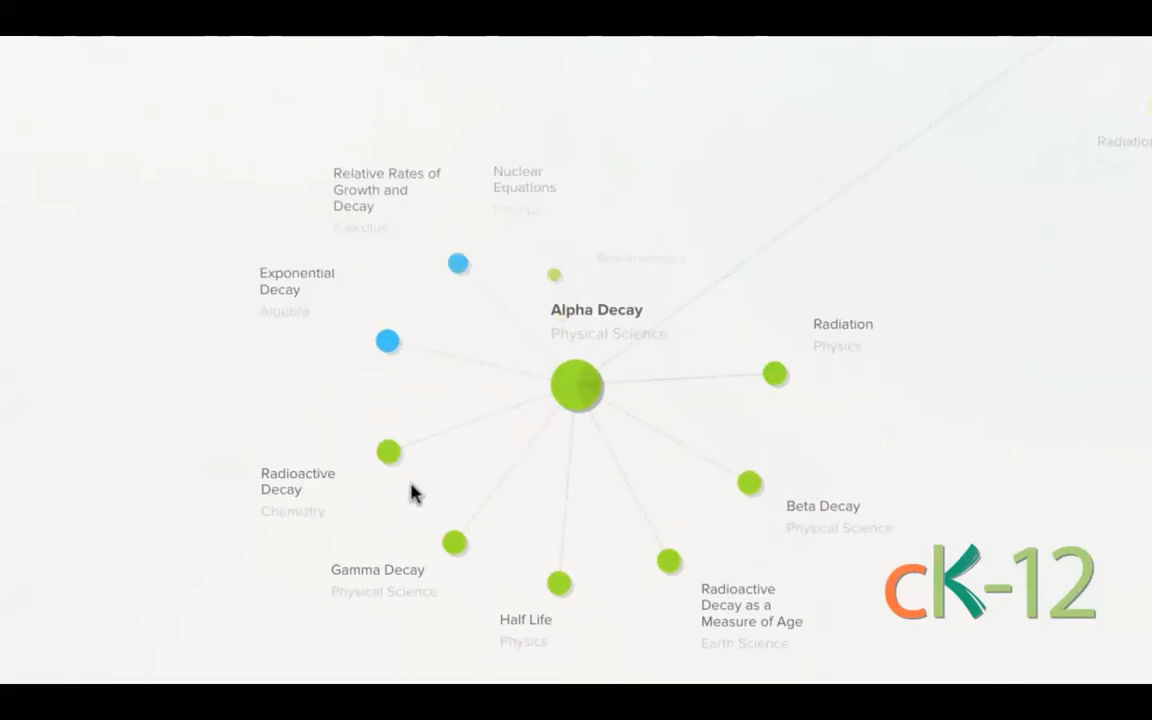 Relative Rates of
Growth and
Decay
Calculus
Nuclear
Equations
Physics
Radiation
Exponential
Decay
Algebra
Alpha Decay
Physical Science
Radiation
Physics
Radioactive
Decay
Chemistry
Beta Decay
Physical Science
Gamma Decay
Physical Science
Half Life
Physics
Radioactive
Decay as a
Measure of Age
Earth Science
cK-12